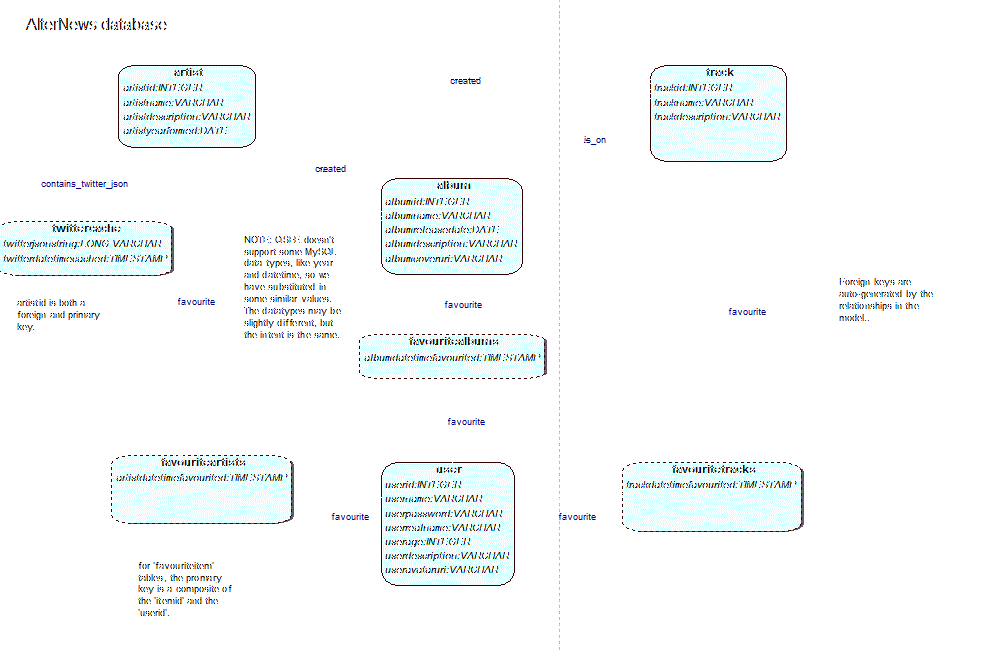 AlterNews database
artist
artistid:INTEGER
artistname:VARCHAR
artistdescription:VARCHAR
artistyearformed:DATE
created
track
trackid:INTEGER
trackname:VARCHAR
trackdescription:VARCHAR
is_on
created
contains_twitter_json
album
albumid:INTEGER
albumname:VARCHAR
albumreleasedate:DATE
albumdescription:VARCHAR
albumcoveruri:VARCHAR
twittercache
twitterjsonstring:LONG VARCHAR
twitterdatetimecached:TIMESTAMP
NOTE: QSEE doesn't
support some MySQL
data types, like year
and datetime, so we
have substituted in
some similar values.
The datatypes may be
slightly different, but
the intent is the same.
artistid is both a
foreign and primary
key.
favourite
favourite
favourite
Foreign keys are
auto-generated by the
relationships in the
model..
favouritealbums
albumdatetimefavourited:TIMESTAMP
favourite
favouriteartists
artistdatetimefavourited:TIMESTAMP
user
userid:INTEGER
username:VARCHAR
userpassword:VARCHAR
userrealname:VARCHAR
userage:INTEGER
userdescription:VARCHAR
useravataruri:VARCHAR
favouritetracks
trackdatetimefavourited:TIMESTAMP
favourite
favourite
for 'favouriteitem'
tables, the primary
key is a composite of
the 'itemid' and the
'userid'.